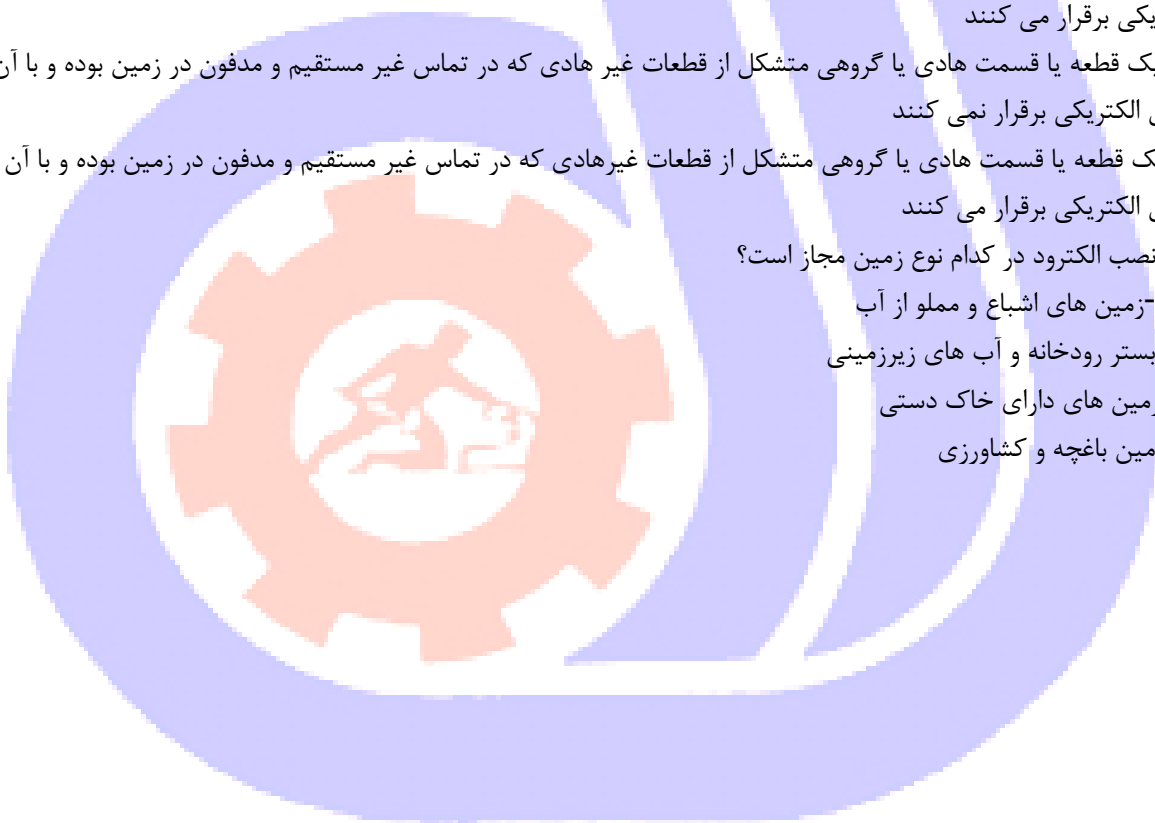 یکی برقرار می کنند
یک قطعه یا قسمت هادی یا گروهی متشکل از قطعات غیر هادی که در تماس غیر مستقیم و مدفون در زمین بوده و با آن
الکتریکی برقرار نمی کنند
ک قطعه یا قسمت هادی یا گروهی متشکل از قطعات غیرهادی که در تماس غیر مستقیم و مدفون در زمین بوده و با آن
الکتریکی برقرار می کنند
نصب الکترود در کدام نوع زمین مجاز است؟
-زمین های اشباع و مملو از آب
بستر رودخانه و آب های زیرزمینی
زمین های دارای خاک دستی
مین باغچه و کشاورزی